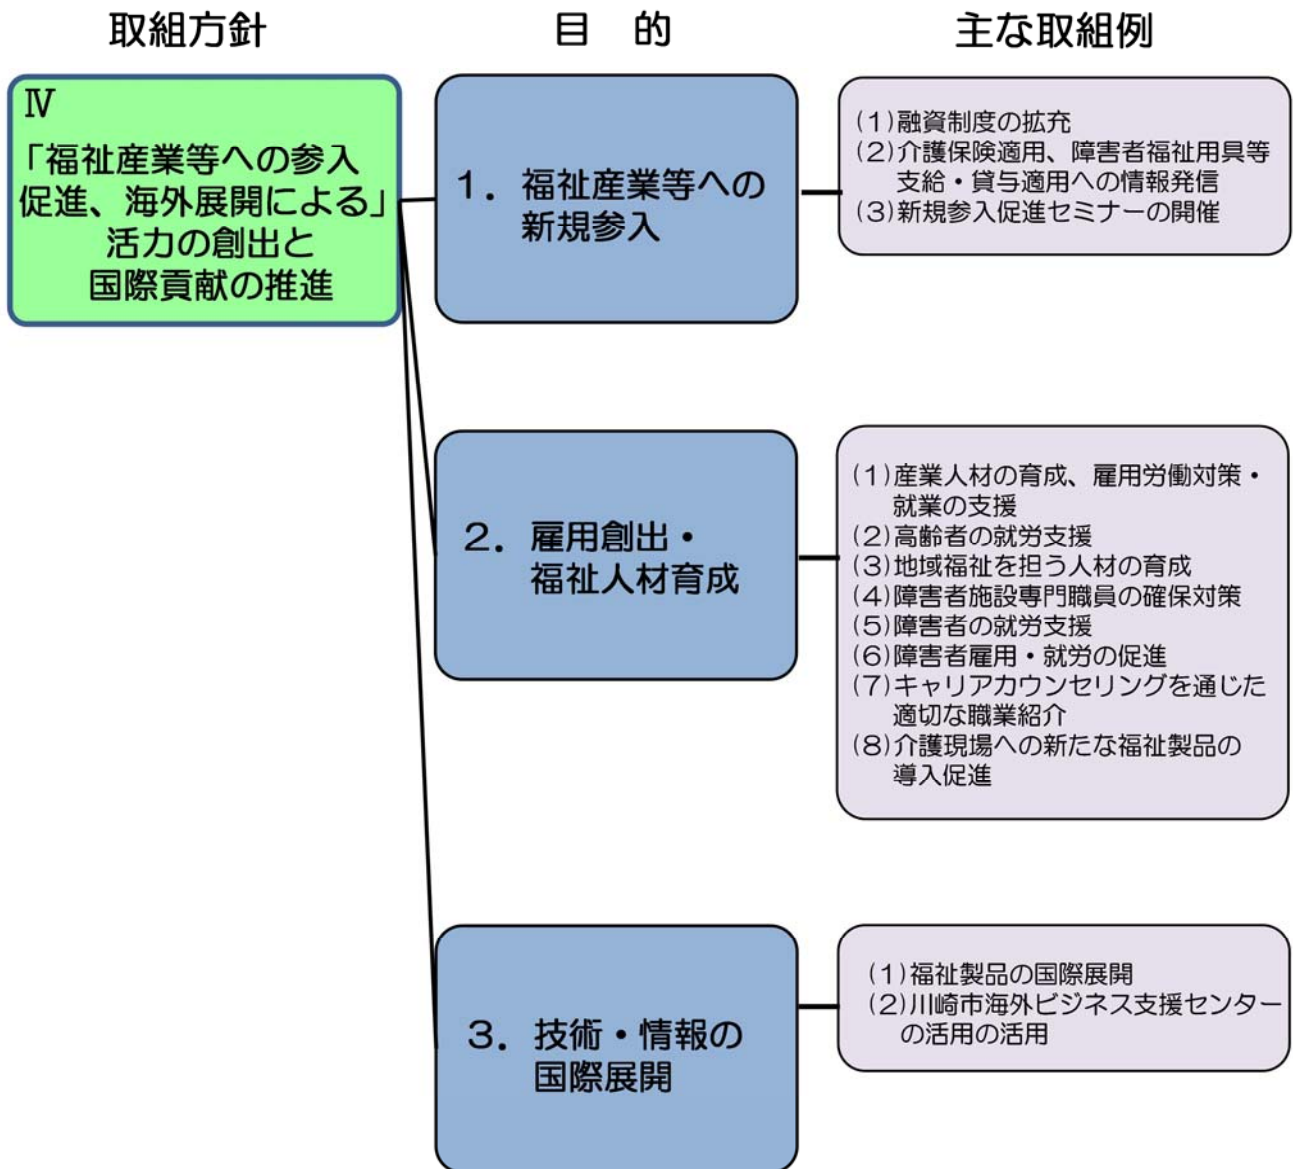 取組方針
目　的
主な取組例
Ⅳ
「福祉産業等への参入
促進、海外展開による」
活力の創出と
国際貢献の推進
１．福祉産業等への
新規参入
(１)融資制度の拡充
(２)介護保険適用、障害者福祉用具等
支給・貸与適用への情報発信
(３)新規参入促進セミナーの開催
２．雇用創出・
福祉人材育成
(１)産業人材の育成、雇用労働対策・
就業の支援
(２)高齢者の就労支援
(３)地域福祉を担う人材の育成
(４)障害者施設専門職員の確保対策
(５)障害者の就労支援
(６)障害者雇用・就労の促進
(７)キャリアカウンセリングを通じた
適切な職業紹介
(８)介護現場への新たな福祉製品の
導入促進
３．技術・情報の
国際展開
(１)福祉製品の国際展開
(２)川崎市海外ビジネス支援センター
の活用の活用